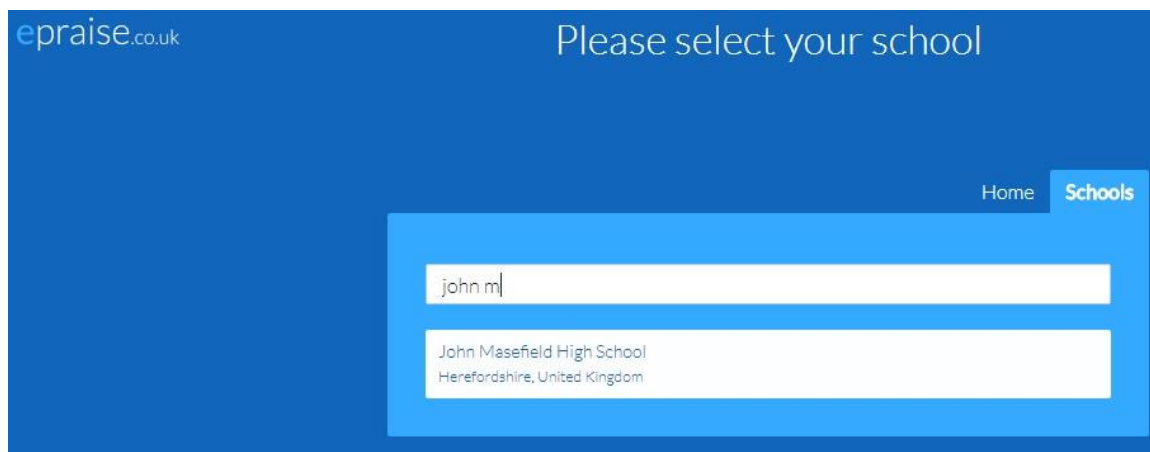 epraise.co.uk
Please select your school
Home Schools
john m
John Masefield High School
Herefordshire, United Kingdom